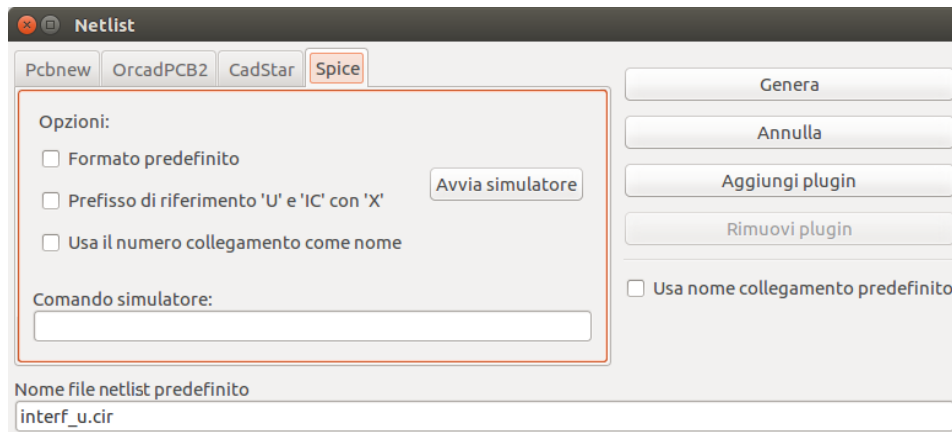 Netlist
Pcbnew OrcadPCB2 CadStar Spice
Opzioni:
Formato predefinito
Prefisso di riferimento 'U' e 'IC' con 'X'
Usa il numero collegamento come nome
Avvia simulatore
Comando simulatore:
Genera
Annulla
Aggiungi plugin
Rimuovi plugin
Usa nome collegamento predefinito
Nome file netlist predefinito
interf_u.cir